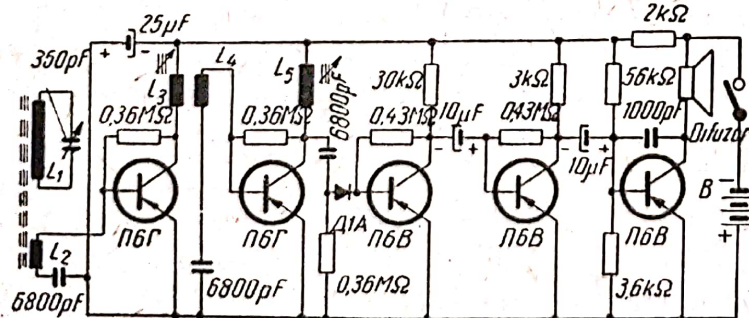 25µF
350pF
L1
L2
6800pF
L3
0,36MΩ
П6Г
L4
L5
0,36MΩ
П6Г
6800pF
6800pF
Д1А
0,36MΩ
30kΩ
0,43MΩ
П6В
10µF
3kΩ
0,43MΩ
П6В
10µF
2kΩ
56kΩ
1000pF
Difuzor
П6В
3,6kΩ
B